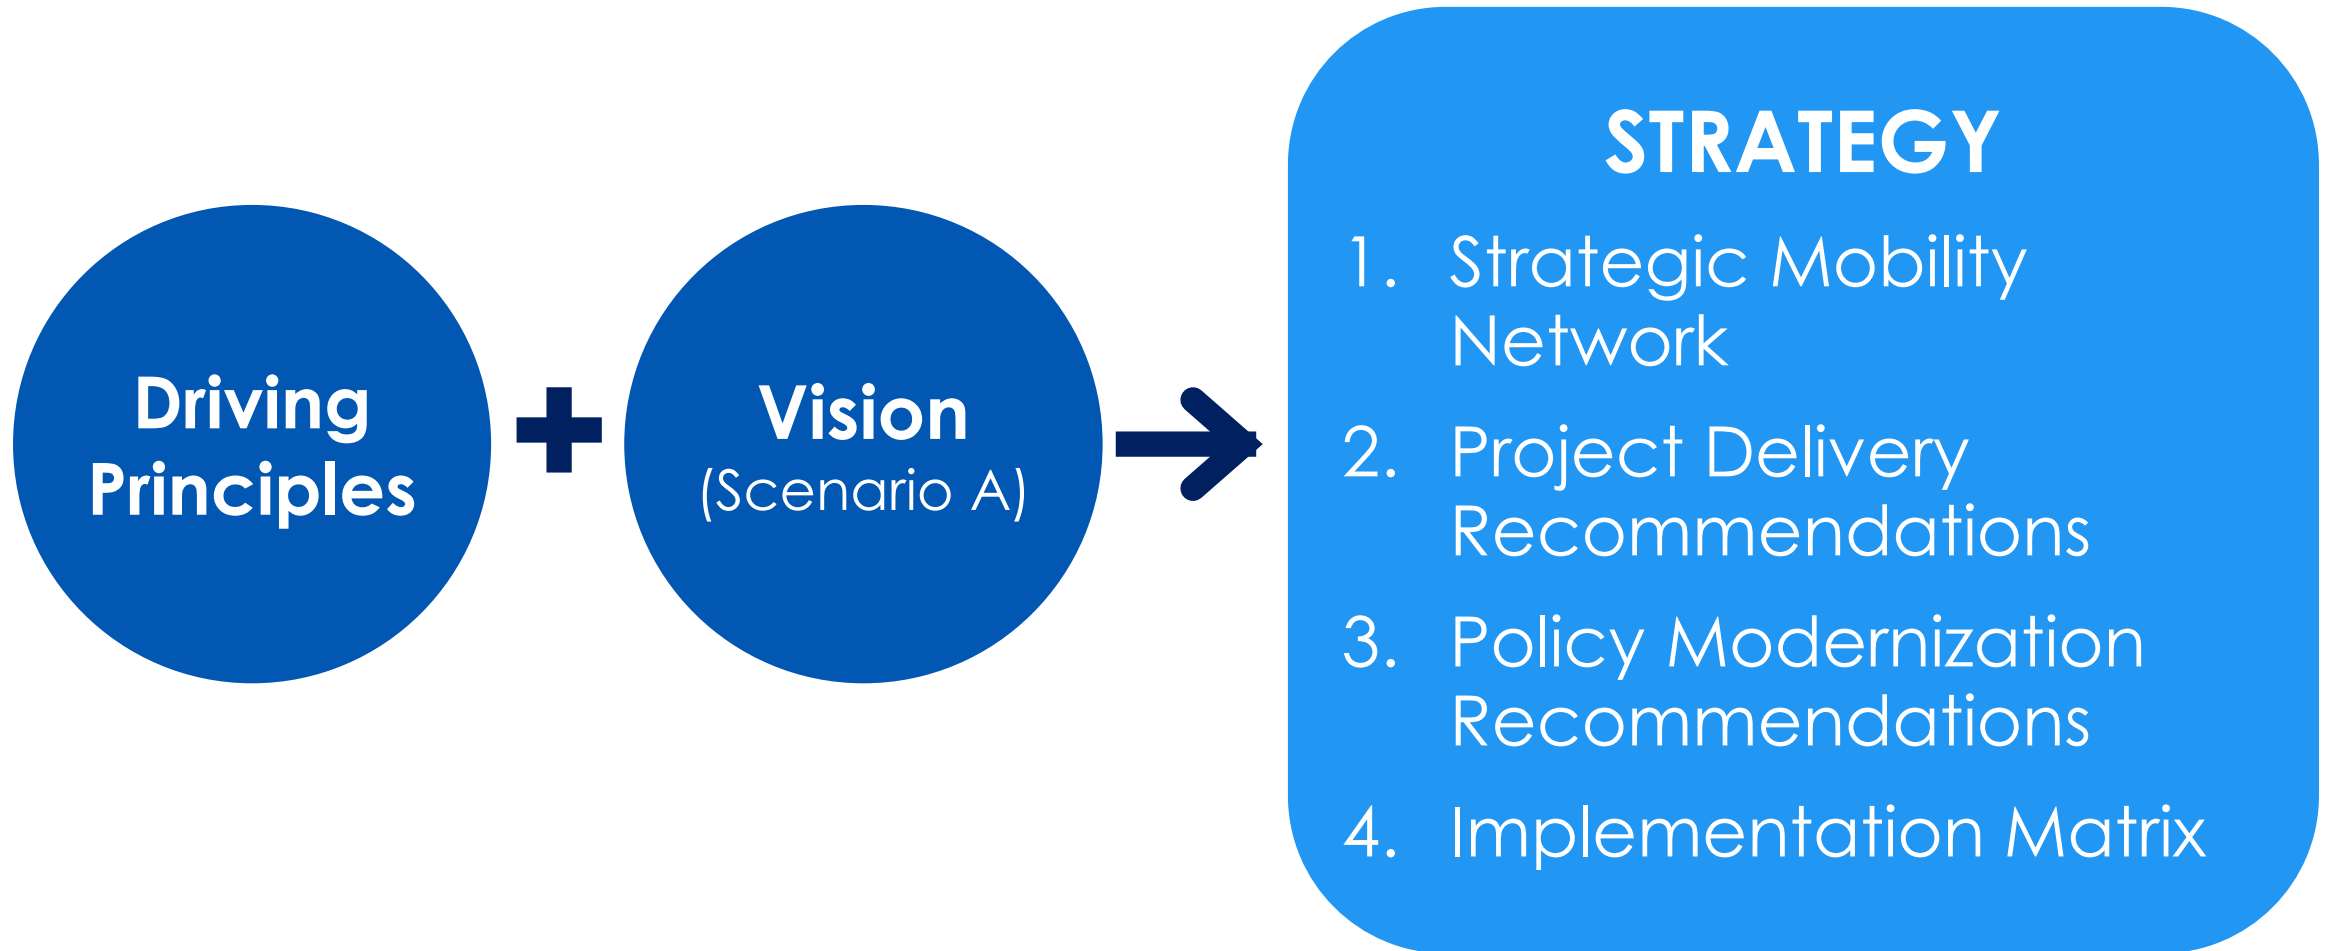 Driving
Principles
Vision
(Scenario A)
STRATEGY
1. Strategic Mobility
Network
2. Project Delivery
Recommendations
3. Policy Modernization
Recommendations
4. Implementation Matrix